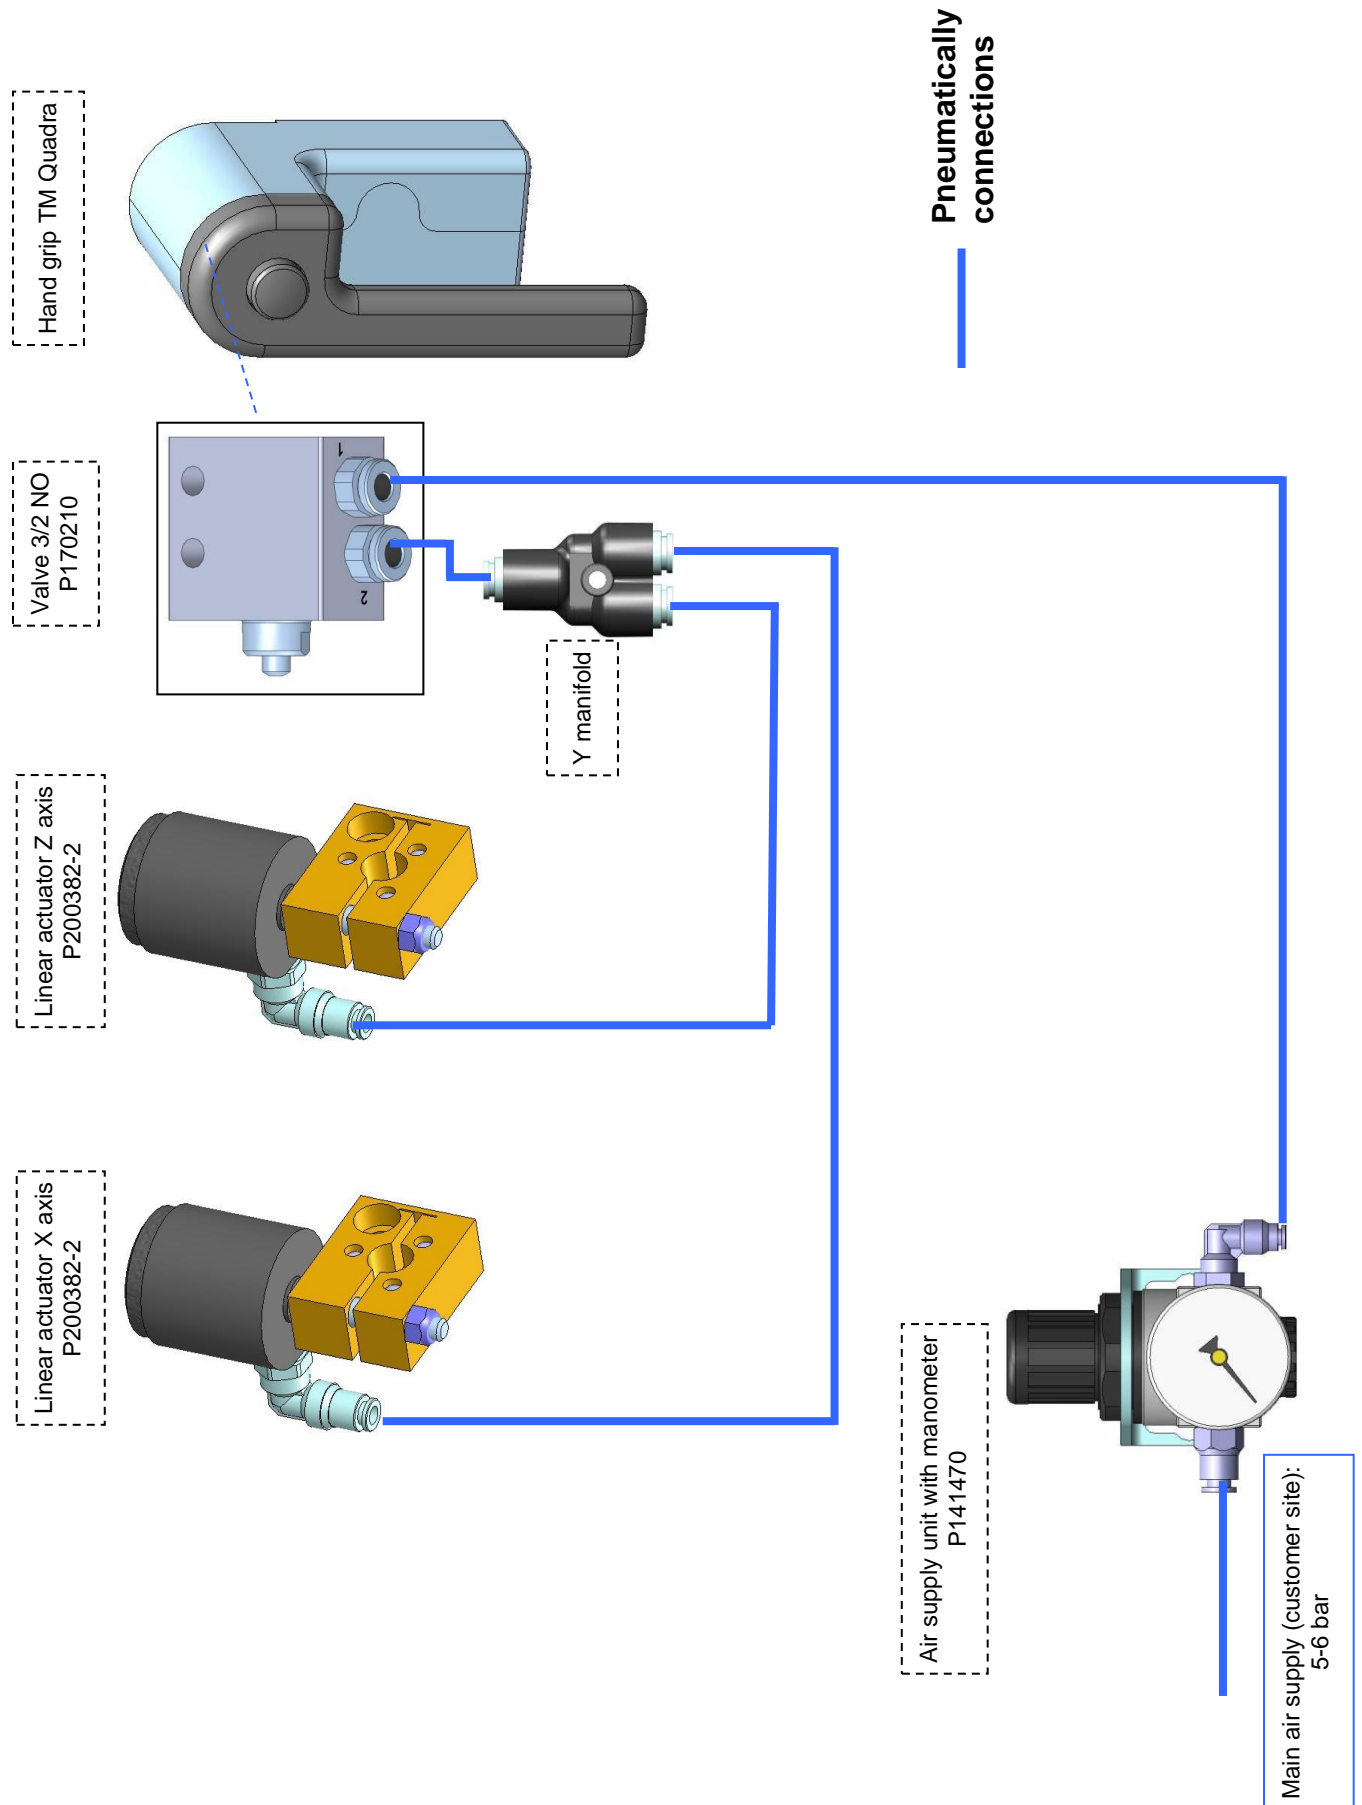 Linear actuator X axis
P200382-2
Linear actuator Z axis
P200382-2
Valve 3/2 NO
P170210
Hand grip TM Quadra
1
2
Y manifold
Air supply unit with manometer
P141470
Pneumatically
connections
Main air supply (customer site):
5-6 bar